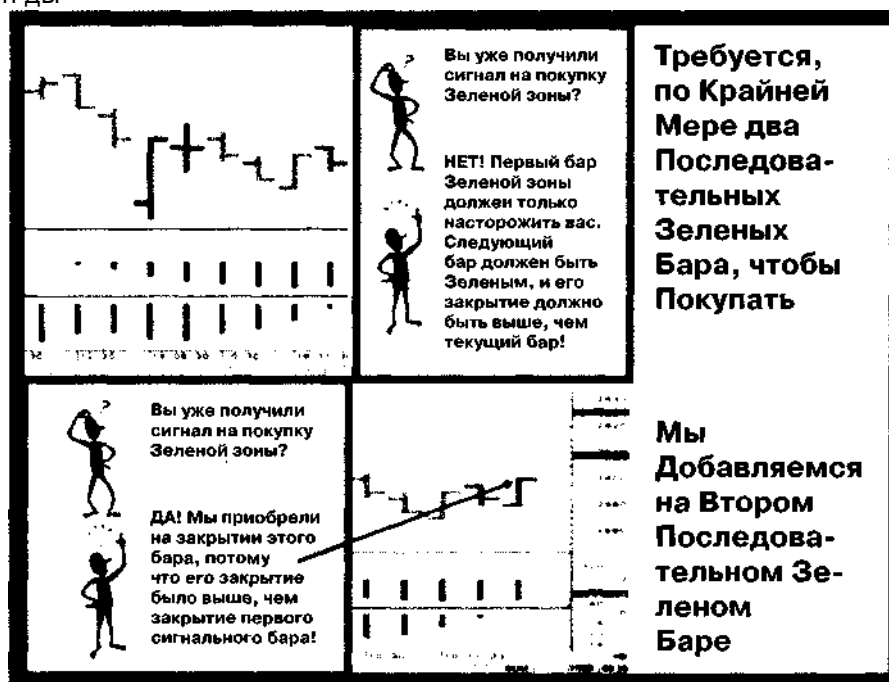 Вы уже получили
сигнал на покупку
Зеленой зоны?
НЕТ! Первый бар
Зеленой зоны
должен только
насторожить вас.
Следующий
бар должен быть
Зеленым, и его
закрытие должно
быть выше, чем
текущий бар!
Требуется,
по Крайней
Мере два
Последова-
тельных
Зеленых
Бара, чтобы
Покупать
Вы уже получили
сигнал на покупку
Зеленой зоны?
ДА! Мы приобрели
на закрытии этого
бара, потому
что его закрытие
было выше, чем
закрытие первого
сигнального бара!
Мы
Добавляемся
на Втором
Последова-
тельном Зе-
леном
Баре